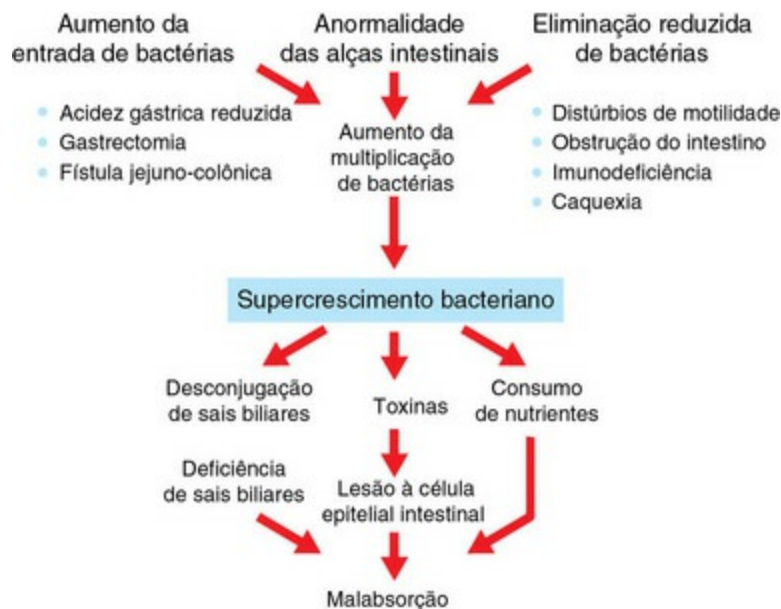 Aumento da
entrada de bactérias
Anormalidade
das alças intestinais
Eliminação reduzida
de bactérias
Acidez gástrica reduzida
Gastrectomia
Fístula jejuno-colônica
Aumento da
multiplicação
de bactérias
Distúrbios de motilidade
Obstrução do intestino
Imunodeficiência
Caquexia
Supercrescimento bacteriano
Desconjugação
de sais biliares
Toxinas
Consumo
de nutrientes
Deficiência
de sais biliares
Lesão à célula
epitelial intestinal
Malabsorção